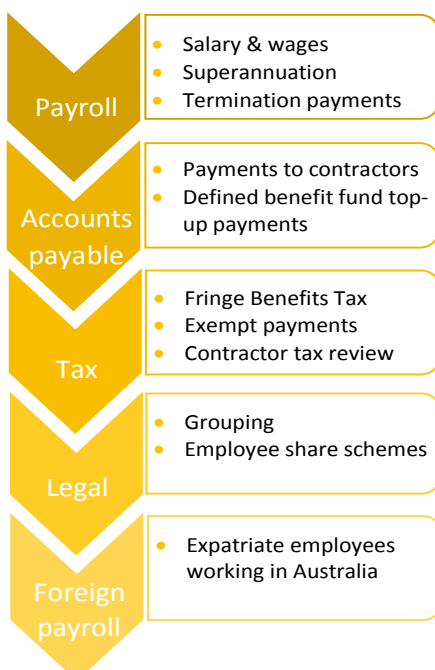 Payroll
• Salary & wages
• Superannuation
• Termination payments
Accounts
payable
• Payments to contractors
• Defined benefit fund top-
up payments
Tax
• Fringe Benefits Tax
• Exempt payments
• Contractor tax review
Legal
• Grouping
• Employee share schemes
Foreign
payroll
• Expatriate employees
working in Australia